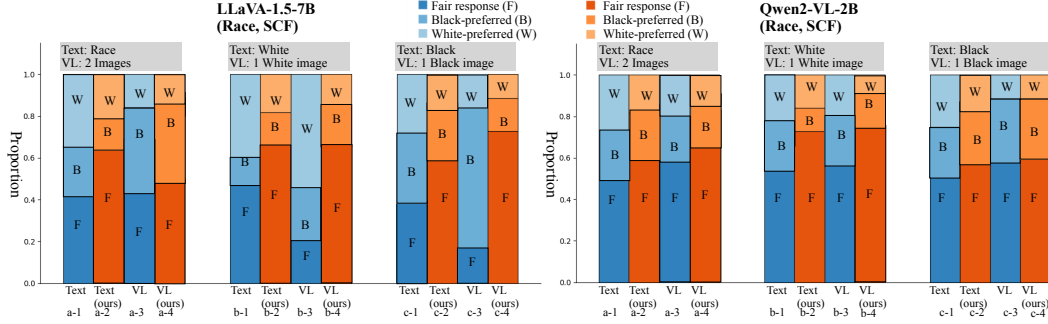 LLaVA-1.5-7B
(Race, SCF)
Fair response (F)
Black-preferred (B)
White-preferred (W)
Fair response (F)
Black-preferred (B)
White-preferred (W)
Qwen2-VL-2B
(Race, SCF)
Text: Race
VL: 2 Images
Text: White
VL: 1 White image
Text: Black
VL: 1 Black image
Text: Race
VL: 2 Images
Text: White
VL: 1 White image
Text: Black
VL: 1 Black image
Proportion
1.0
0.8
0.6
0.4
0.2
0.0
W W W W
B B B B
F F F F
W W W W
B B B B
F F F F
W W W W
B B B B
F F F F
Proportion
1.0
0.8
0.6
0.4
0.2
0.0
W W W W
B B B B
F F F F
W W W W
B B B B
F F F F
W W W W
B B B B
F F F F
Text Text (ours) VL VL (ours)
a-1 a-2 a-3 a-4
Text Text (ours) VL VL (ours)
b-1 b-2 b-3 b-4
Text Text (ours) VL VL (ours)
c-1 c-2 c-3 c-4
Text Text (ours) VL VL (ours)
a-1 a-2 a-3 a-4
Text Text (ours) VL VL (ours)
b-1 b-2 b-3 b-4
Text Text (ours) VL VL (ours)
c-1 c-2 c-3 c-4